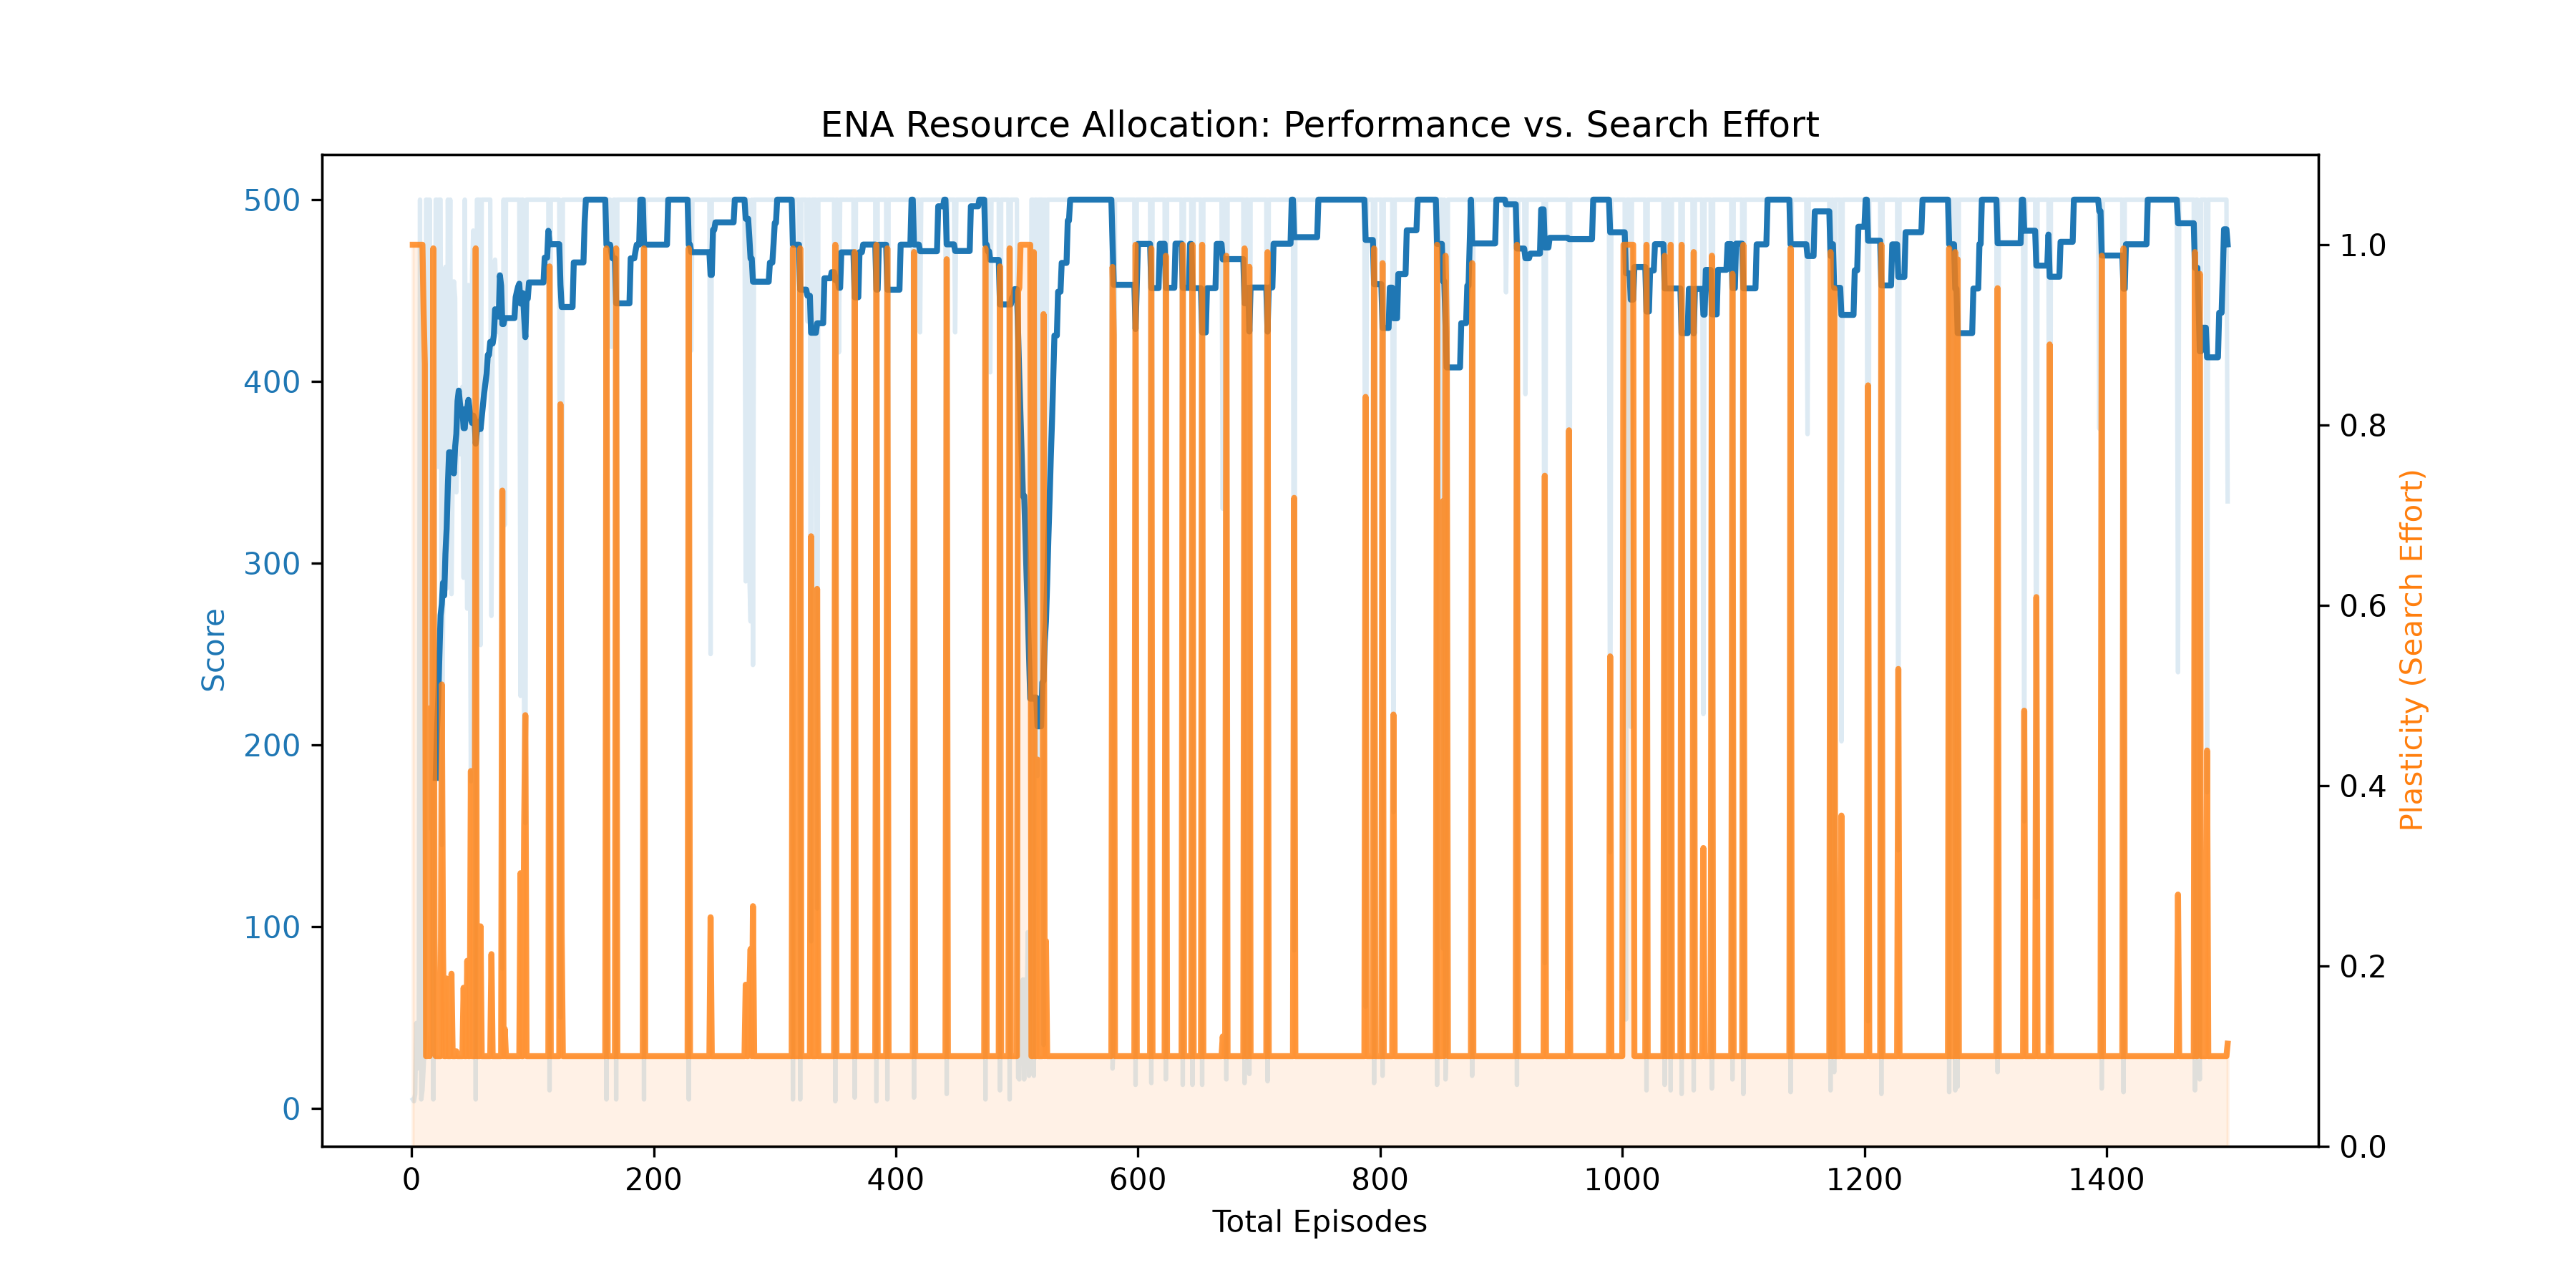 ENA Resource Allocation: Performance vs. Search Effort
500
400
300
200
100
0
Score
1.0
0.8
0.6
0.4
0.2
0.0
Plasticity (Search Effort)
0 200 400 600 800 1000 1200 1400
Total Episodes